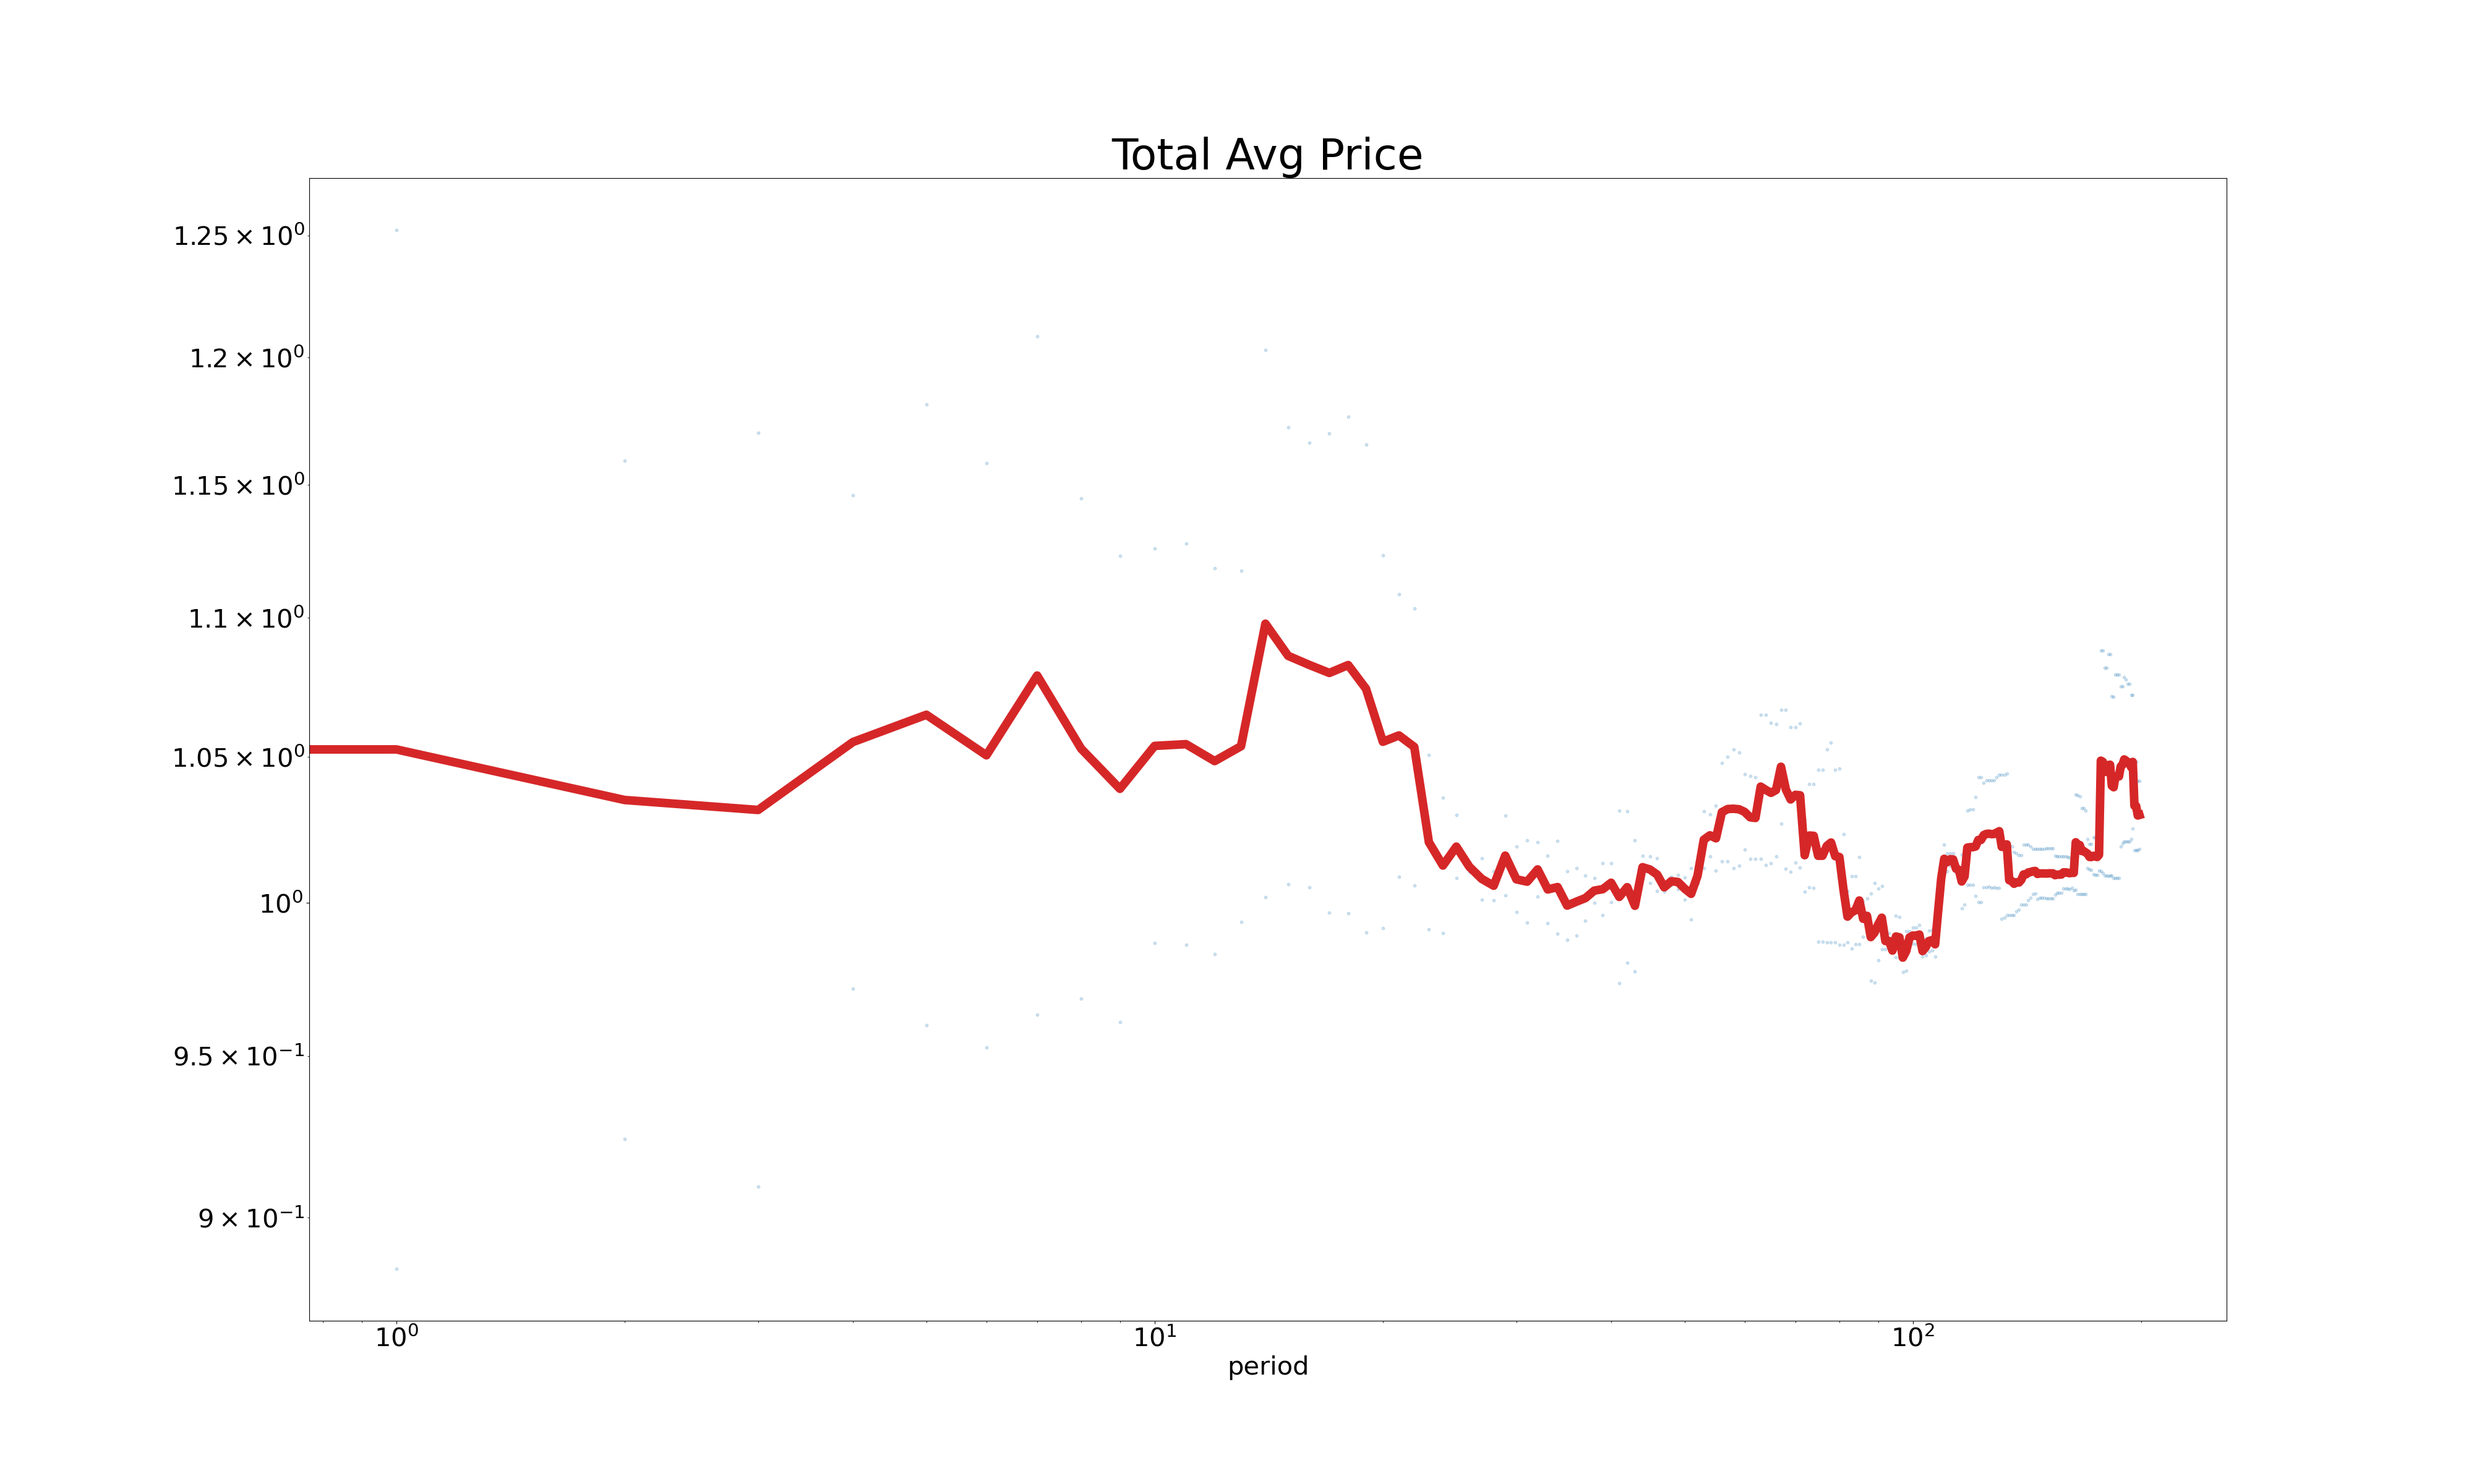 Total Avg Price
1.25 × 10⁰
1.2 × 10⁰
1.15 × 10⁰
1.1 × 10⁰
1.05 × 10⁰
10⁰
9.5 × 10⁻¹
9 × 10⁻¹
10⁰ 10¹ 10²
period